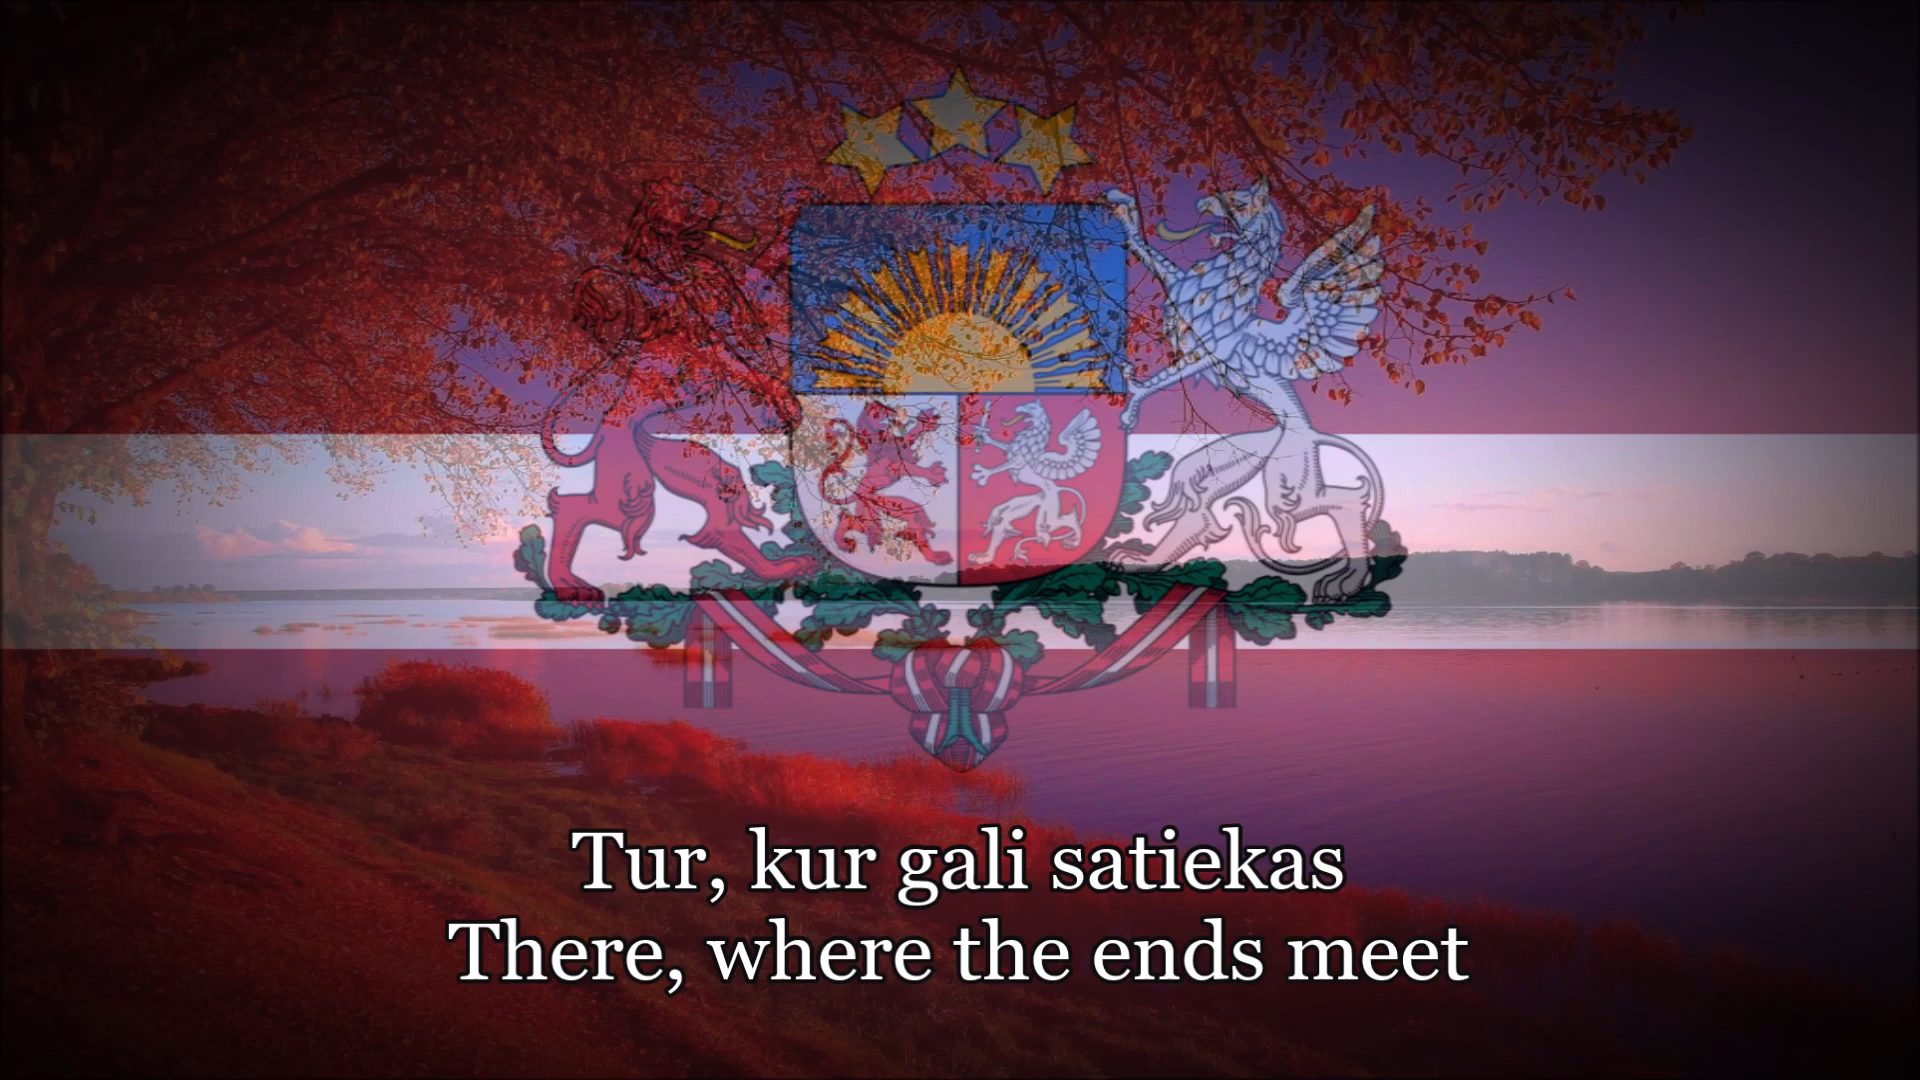 Tur, kur gali satiekas
There, where the ends meet